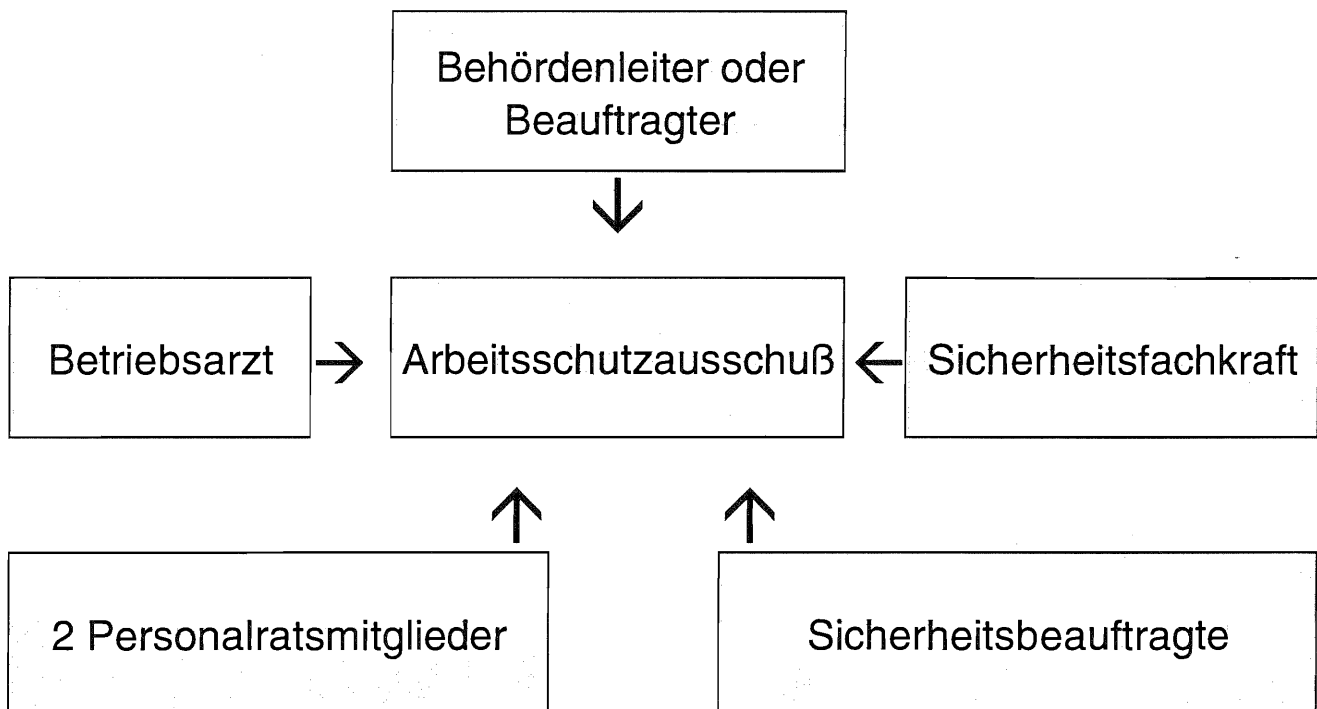 Behördenleiter oder
Beauftragter
Betriebsarzt
Arbeitsschutzausschuß
Sicherheitsfachkraft
2 Personalratsmitglieder
Sicherheitsbeauftragte